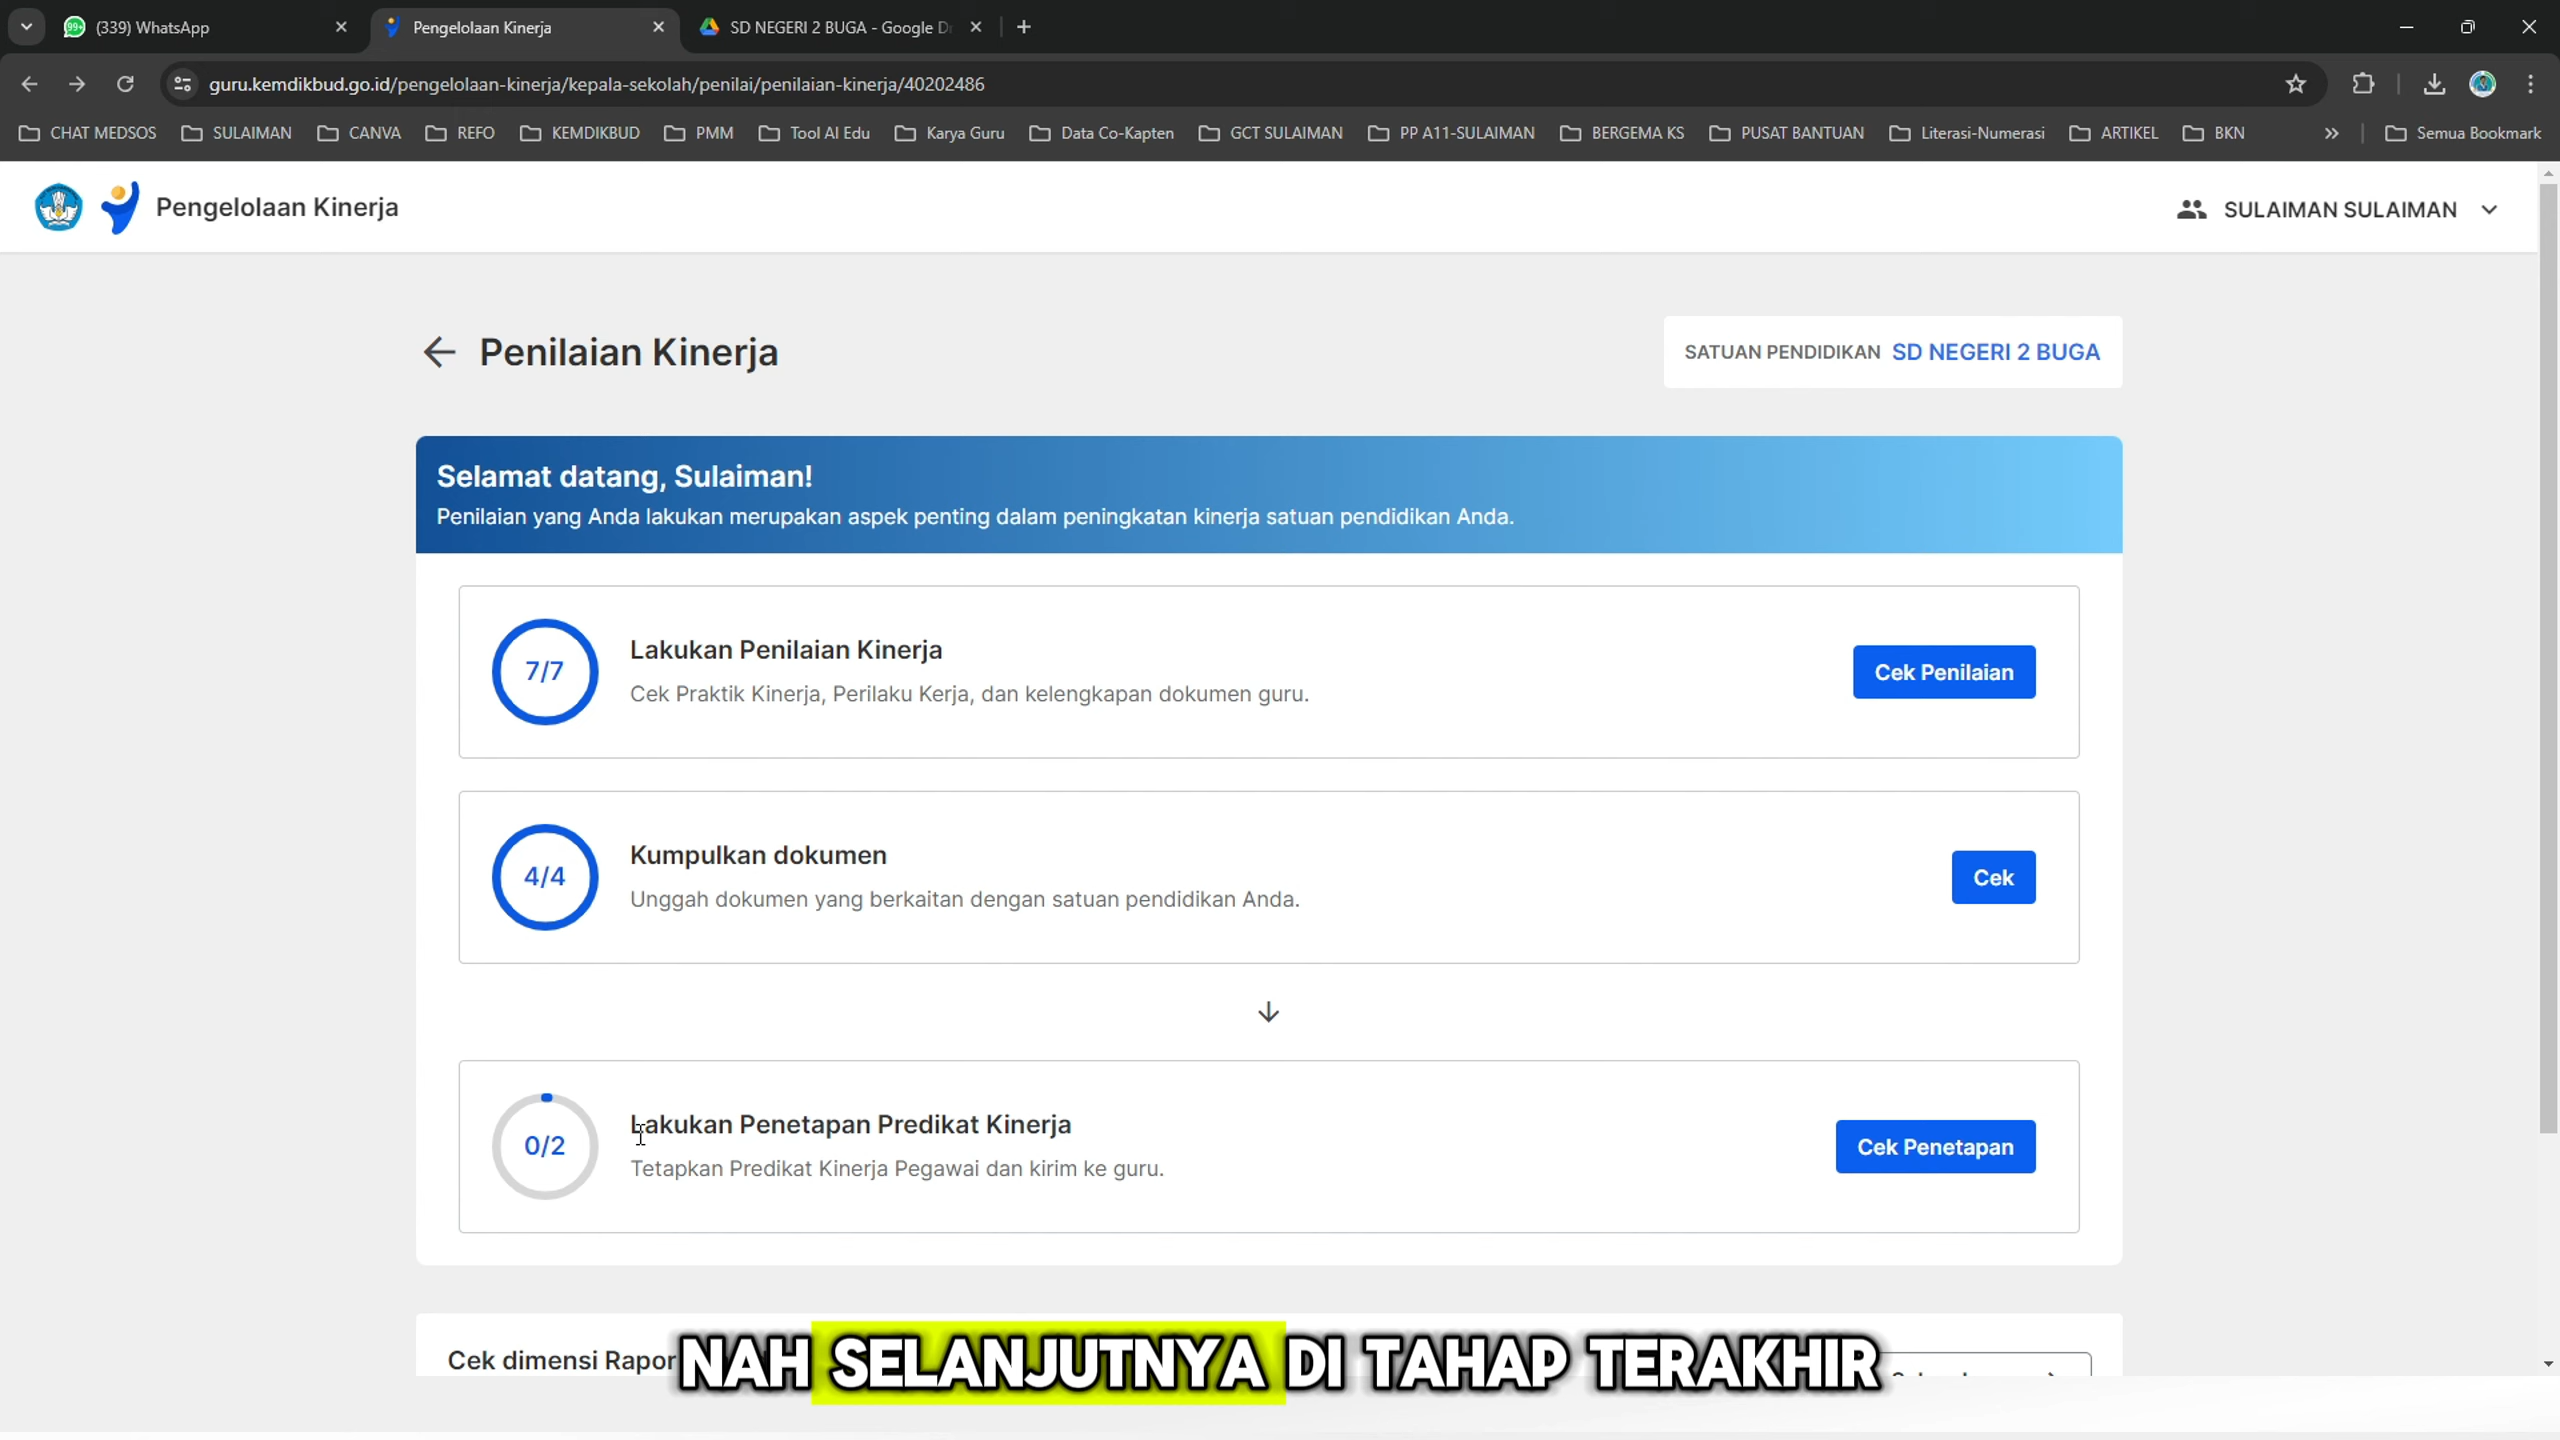 (339) WhatsApp
Pengelolaan Kinerja
SD NEGERI 2 BUGA - Google Dr
guru.kemdikbud.go.id/pengelolaan-kinerja/kepala-sekolah/penilai/penilaian-kinerja/40202486
CHAT MEDSOS SULAIMAN CANVA REFO KEMDIKBUD PMM Tool AI Edu Karya Guru Data Co-Kapten GCT SULAIMAN PP A11-SULAIMAN BERGEMA KS PUSAT BANTUAN Literasi-Numerasi ARTIKEL BKN » Semua Bookmark
Pengelolaan Kinerja
SULAIMAN SULAIMAN
Penilaian Kinerja
SATUAN PENDIDIKAN SD NEGERI 2 BUGA
Selamat datang, Sulaiman!
Penilaian yang Anda lakukan merupakan aspek penting dalam peningkatan kinerja satuan pendidikan Anda.
7/7
Lakukan Penilaian Kinerja
Cek Praktik Kinerja, Perilaku Kerja, dan kelengkapan dokumen guru.
Cek Penilaian
4/4
Kumpulkan dokumen
Unggah dokumen yang berkaitan dengan satuan pendidikan Anda.
Cek
0/2
Lakukan Penetapan Predikat Kinerja
Tetapkan Predikat Kinerja Pegawai dan kirim ke guru.
Cek Penetapan
Cek dimensi Rapor
NAH SELANJUTNYA DI TAHAP TERAKHIR